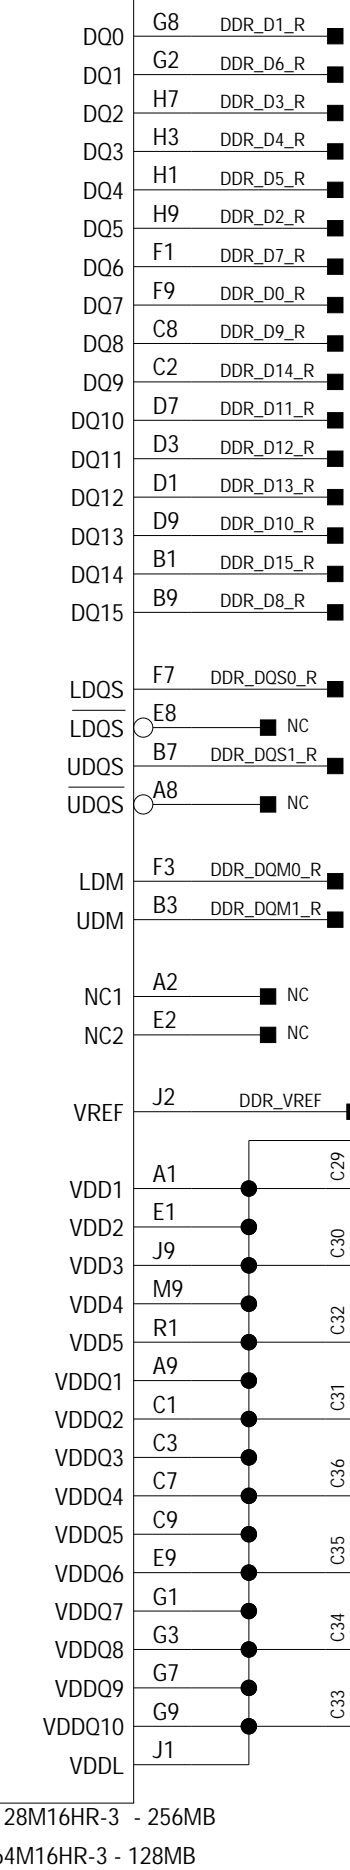 DQ0 G8 DDR_D1_R
DQ1 G2 DDR_D6_R
DQ2 H7 DDR_D3_R
DQ3 H3 DDR_D4_R
DQ4 H1 DDR_D5_R
DQ5 H9 DDR_D2_R
DQ6 F1 DDR_D7_R
DQ7 F9 DDR_D0_R
DQ8 C8 DDR_D9_R
DQ9 C2 DDR_D14_R
DQ10 D7 DDR_D11_R
DQ11 D3 DDR_D12_R
DQ12 D1 DDR_D13_R
DQ13 D9 DDR_D10_R
DQ14 B1 DDR_D15_R
DQ15 B9 DDR_D8_R
LDQS F7 DDR_DQS0_R
LDQS E8 NC
UDQS B7 DDR_DQS1_R
UDQS A8 NC
LDM F3 DDR_DQM0_R
UDM B3 DDR_DQM1_R
NC1 A2 NC
NC2 E2 NC
VREF J2 DDR_VREF
VDD1 A1 C29
VDD2 E1
VDD3 J9 C30
VDD4 M9
VDD5 R1 C32
VDDQ1 A9
VDDQ2 C1 C31
VDDQ3 C3
VDDQ4 C7 C36
VDDQ5 C9
VDDQ6 E9 C35
VDDQ7 G1
VDDQ8 G3 C34
VDDQ9 G7
VDDQ10 G9 C33
VDDL J1
28M16HR-3 - 256MB
64M16HR-3 - 128MB